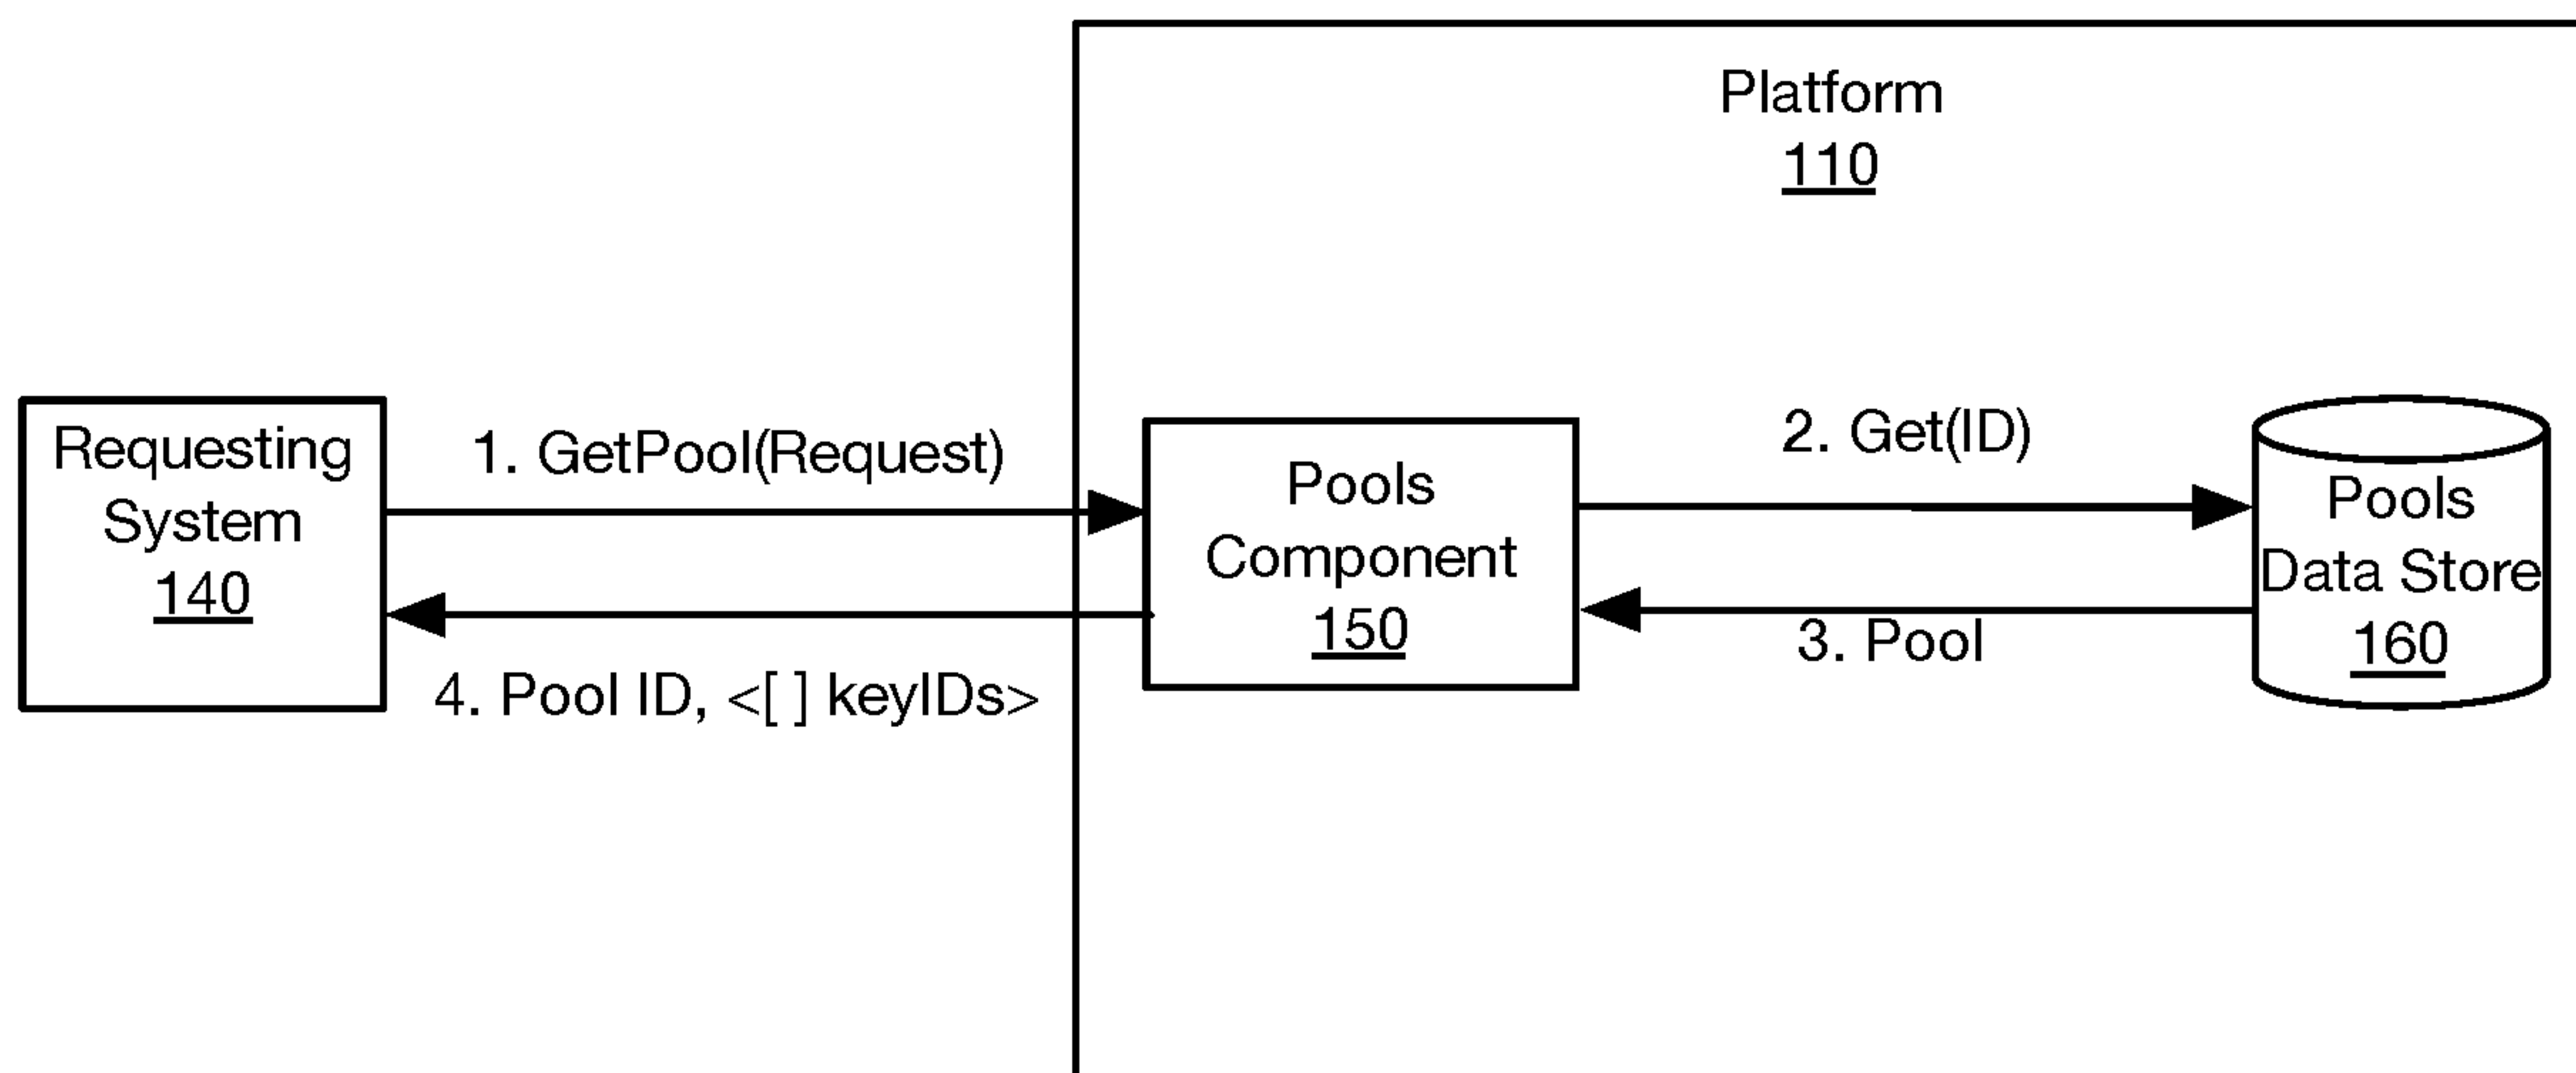 Platform
110
Requesting
System
140
1. GetPool(Request)
4. Pool ID, <[ ] keyIDs>
Pools
Component
150
2. Get(ID)
3. Pool
Pools
Data Store
160